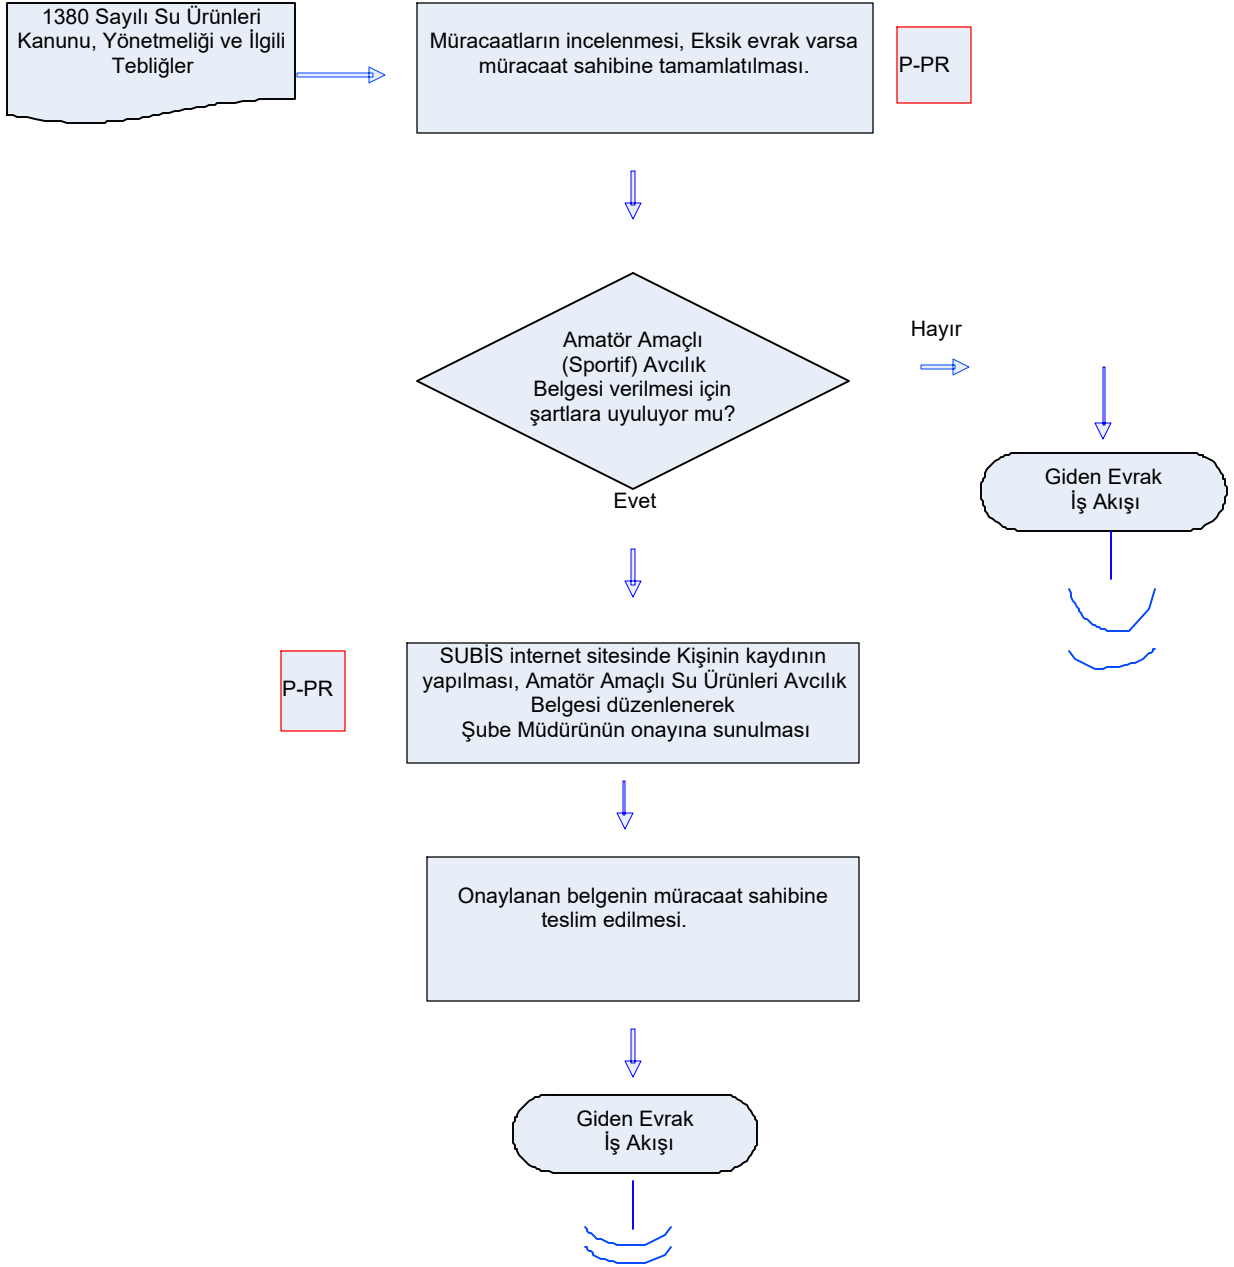 1380 Sayılı Su Ürünleri
Kanunu, Yönetmeliği ve İlgili
Tebliğler
Müracaatların incelenmesi, Eksik evrak varsa
müracaat sahibine tamamlatılması.
P-PR
Amatör Amaçlı
(Sportif) Avcılık
Belgesi verilmesi için
şartlara uyuluyor mu?
Hayır
Evet
Giden Evrak
İş Akışı
P-PR
SUBİS internet sitesinde Kişinin kaydının
yapılması, Amatör Amaçlı Su Ürünleri Avcılık
Belgesi düzenlenerek
Şube Müdürünün onayına sunulması
Onaylanan belgenin müracaat sahibine
teslim edilmesi.
Giden Evrak
İş Akışı